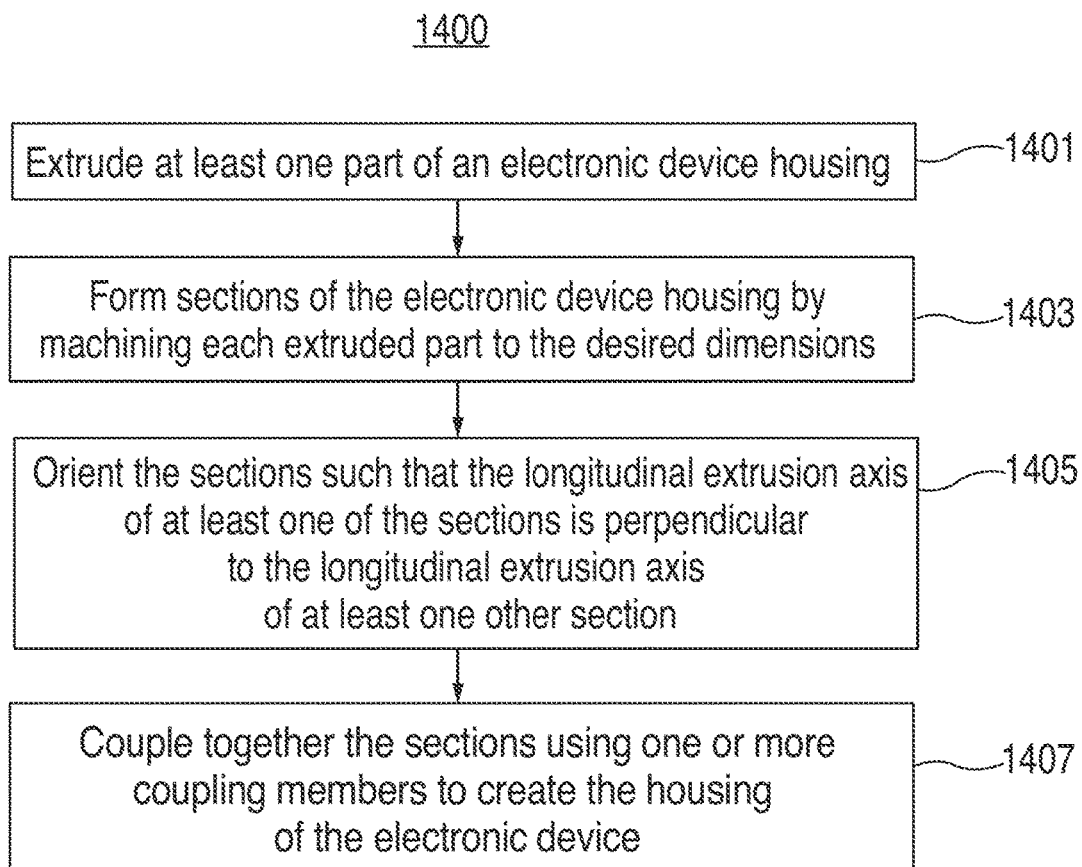 1400
Extrude at least one part of an electronic device housing
1401
Form sections of the electronic device housing by
machining each extruded part to the desired dimensions
1403
Orient the sections such that the longitudinal extrusion axis
of at least one of the sections is perpendicular
to the longitudinal extrusion axis
of at least one other section
1405
Couple together the sections using one or more
coupling members to create the housing
of the electronic device
1407